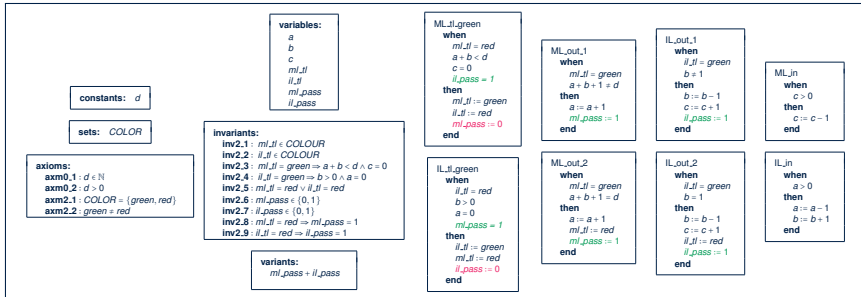 constants: d
sets: COLOR
axioms:
axm0_1 : d ∈ ℕ
axm0_2 : d > 0
axm2.1 : COLOR = {green, red}
axm2.2 : green ≠ red
variables:
a
b
c
ml_tl
il_tl
ml_pass
il_pass
invariants:
inv2_1 : ml_tl ∈ COLOUR
inv2_2 : il_tl ∈ COLOUR
inv2_3 : ml_tl = green ⇒ a + b < d ∧ c = 0
inv2_4 : il_tl = green ⇒ b > 0 ∧ a = 0
inv2_5 : ml_tl = red ∨ il_tl = red
inv2_6 : ml_pass ∈ {0, 1}
inv2_7 : il_pass ∈ {0, 1}
inv2_8 : ml_tl = red ⇒ ml_pass = 1
inv2_9 : il_tl = red ⇒ il_pass = 1
variants:
ml_pass + il_pass
ML_tl_green
when
ml_tl = red
a + b < d
c = 0
il_pass = 1
then
ml_tl := green
il_tl := red
ml_pass := 0
end
IL_tl_green
when
il_tl = red
b > 0
a = 0
ml_pass = 1
then
il_tl := green
ml_tl := red
il_pass := 0
end
ML_out_1
when
ml_tl = green
a + b + 1 ≠ d
then
a := a + 1
ml_pass := 1
end
ML_out_2
when
ml_tl = green
a + b + 1 = d
then
a := a + 1
ml_tl := red
ml_pass := 1
end
IL_out_1
when
il_tl = green
b ≠ 1
then
b := b − 1
c := c + 1
il_pass := 1
end
IL_out_2
when
il_tl = green
b = 1
then
b := b − 1
c := c + 1
il_tl := red
il_pass := 1
end
ML_in
when
c > 0
then
c := c − 1
end
IL_in
when
a > 0
then
a := a − 1
b := b + 1
end